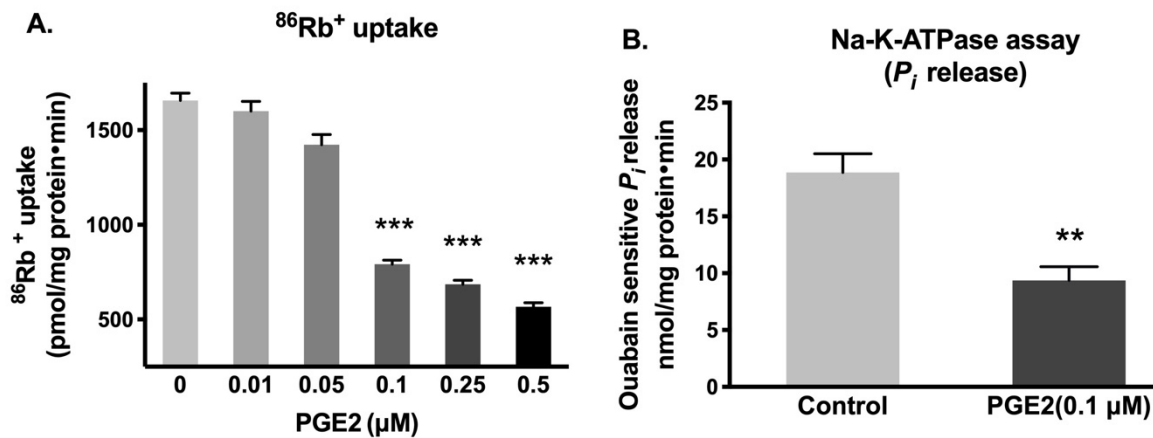 A.
⁸⁶Rb⁺ uptake
⁸⁶Rb⁺ uptake
(pmol/mg protein•min)
1500
1000
500
***
***
***
0 0.01 0.05 0.1 0.25 0.5
PGE2 (µM)
B.
Na-K-ATPase assay
(Pᵢ release)
Ouabain sensitive Pᵢ release
nmol/mg protein•min
25
20
15
10
5
0
**
Control PGE2(0.1 µM)